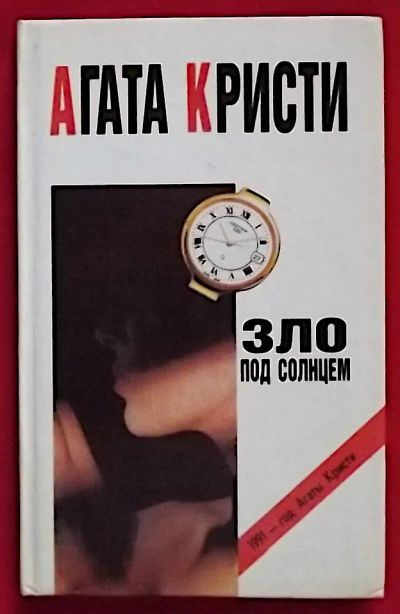 АГАТА КРИСТИ
ЗЛО
ПОД СОЛНЦЕМ
1991 — год Агаты Кристи